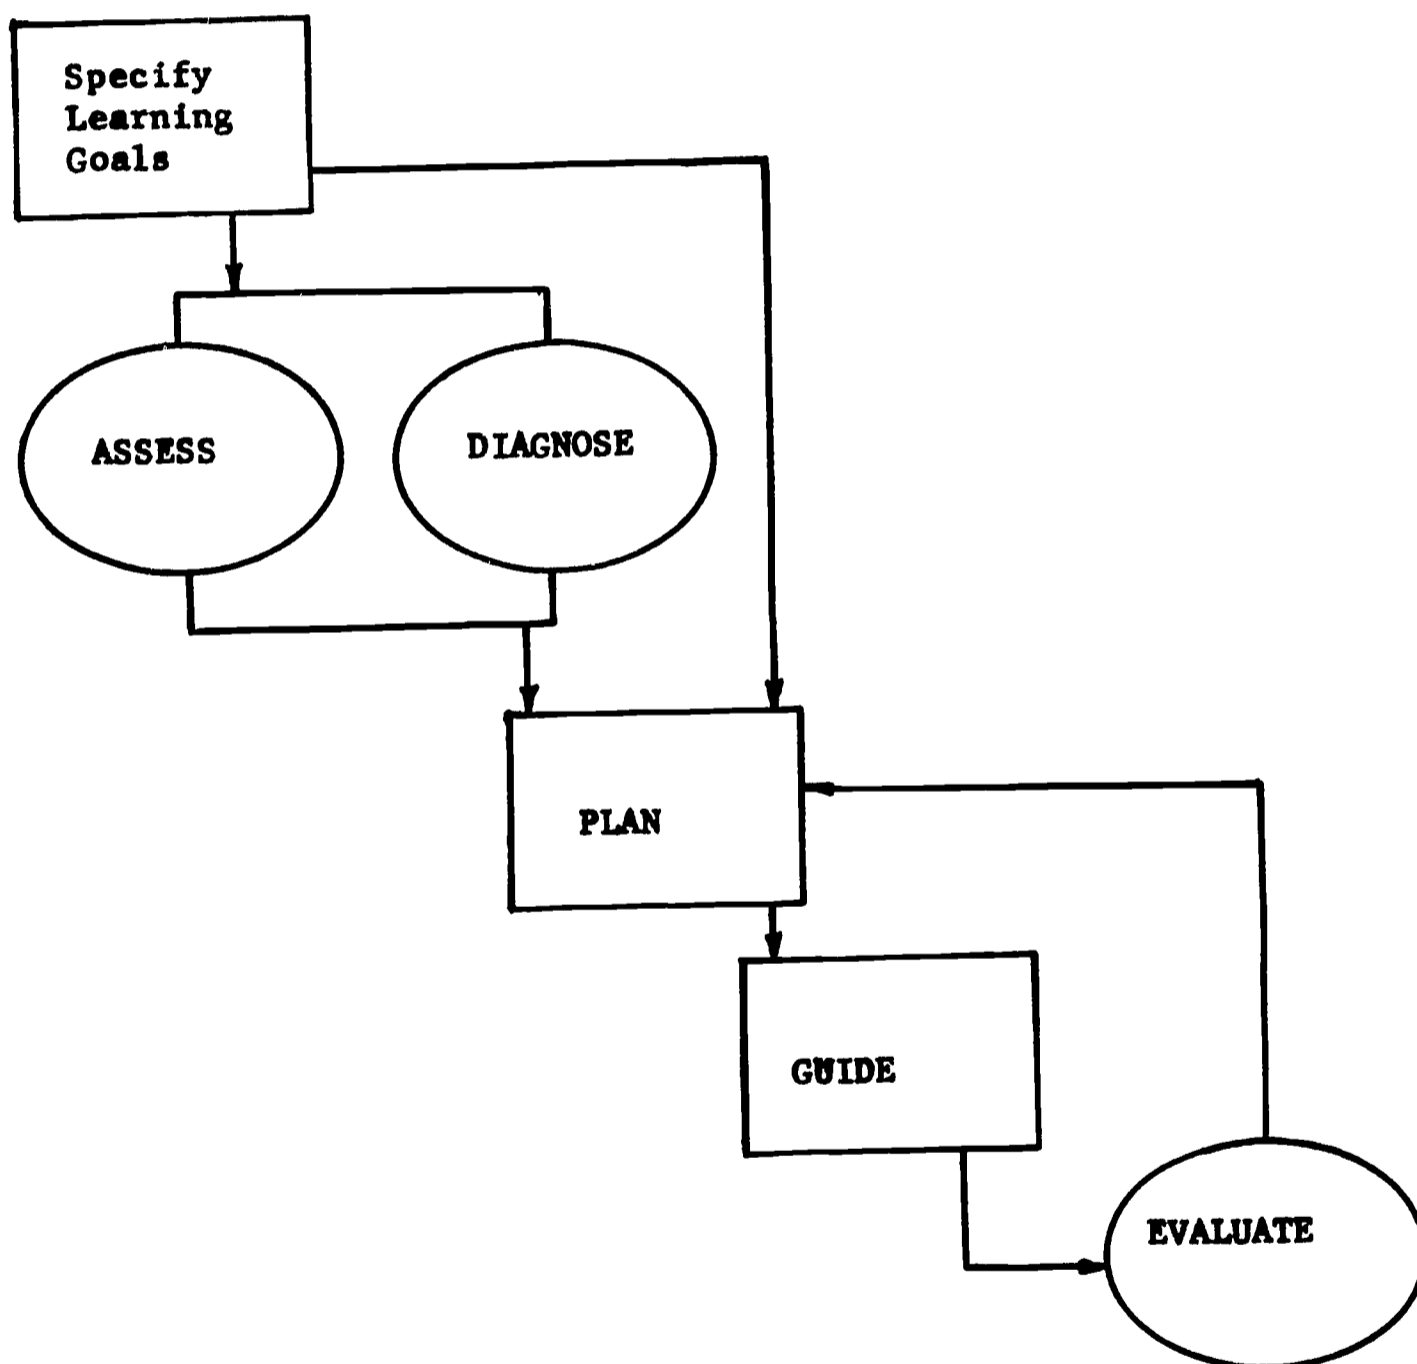 Specify
Learning
Goals
ASSESS
DIAGNOSE
PLAN
GUIDE
EVALUATE